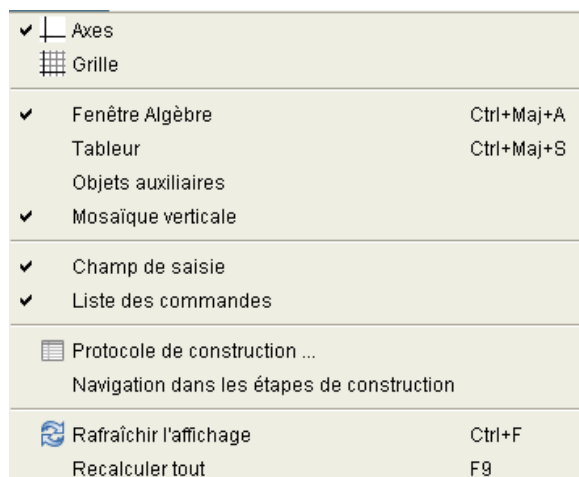 Axes
Grille
Fenêtre Algèbre Ctrl+Maj+A
Tableur Ctrl+Maj+S
Objets auxiliaires
Mosaïque verticale
Champ de saisie
Liste des commandes
Protocole de construction ...
Navigation dans les étapes de construction
Rafraîchir l'affichage Ctrl+F
Recalculer tout F9